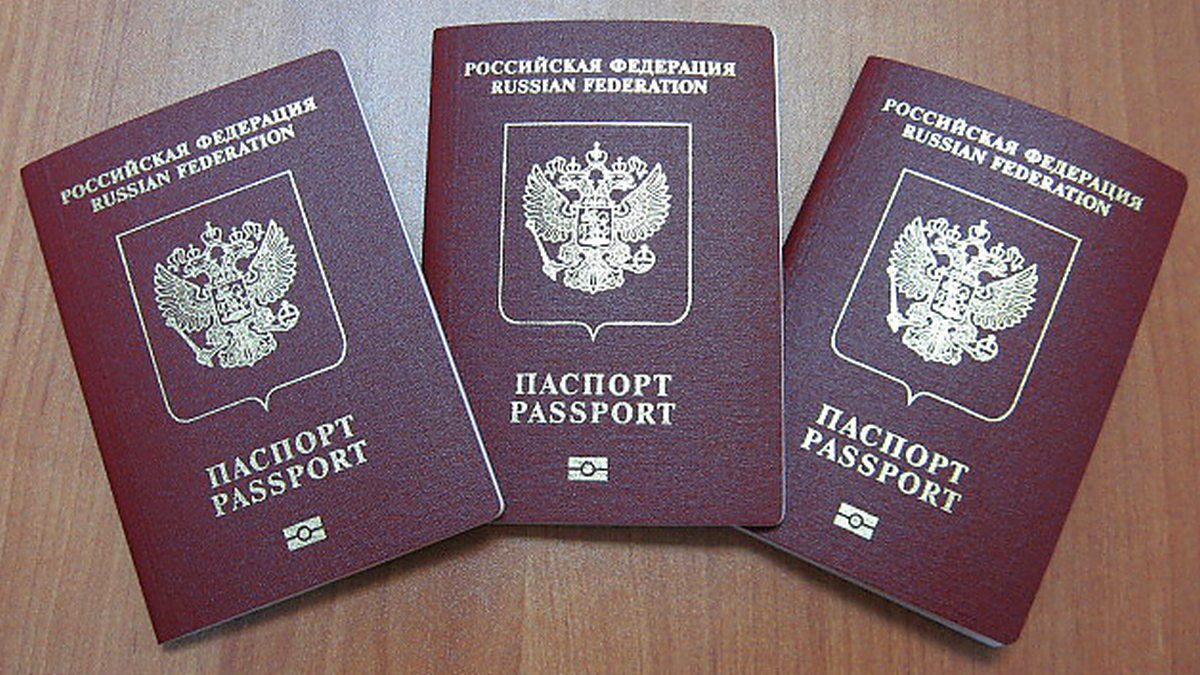 РОССИЙСКАЯ ФЕДЕРАЦИЯ
RUSSIAN FEDERATION
ПАСПОРТ
PASSPORT
РОССИЙСКАЯ ФЕДЕРАЦИЯ
RUSSIAN FEDERATION
ПАСПОРТ
PASSPORT
РОССИЙСКАЯ ФЕДЕРАЦИЯ
RUSSIAN FEDERATION
ПАСПОРТ
PASSPORT